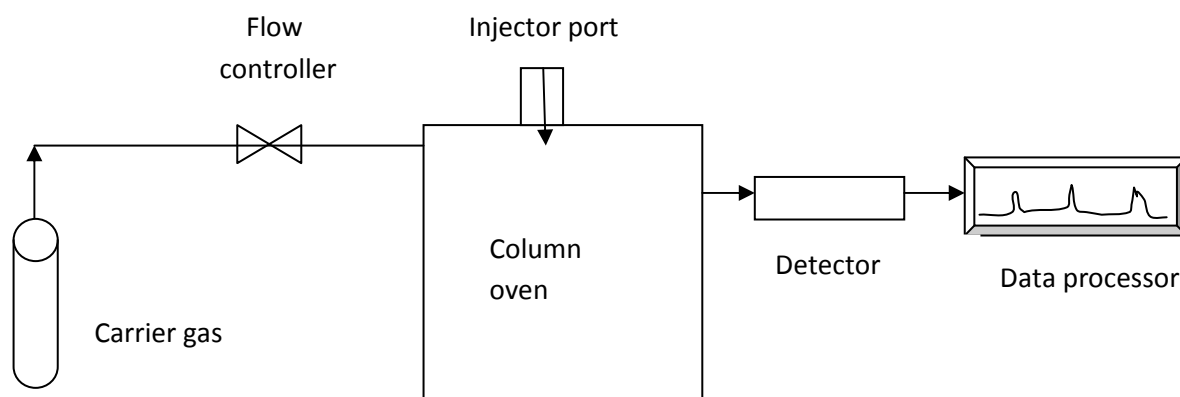 Flow
controller
Injector port
Column
oven
Detector
Data processor
Carrier gas